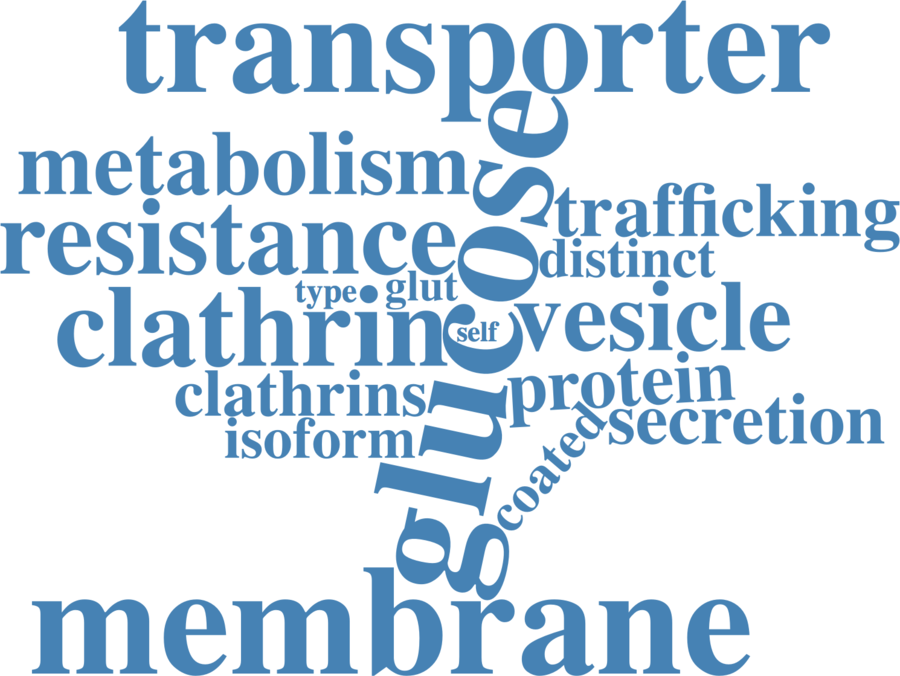 transporter
glucose
metabolism
trafficking
resistance
distinct
type
glut
clathrin
self
vesicle
clathrins
protein
isoform
secretion
coated
membrane